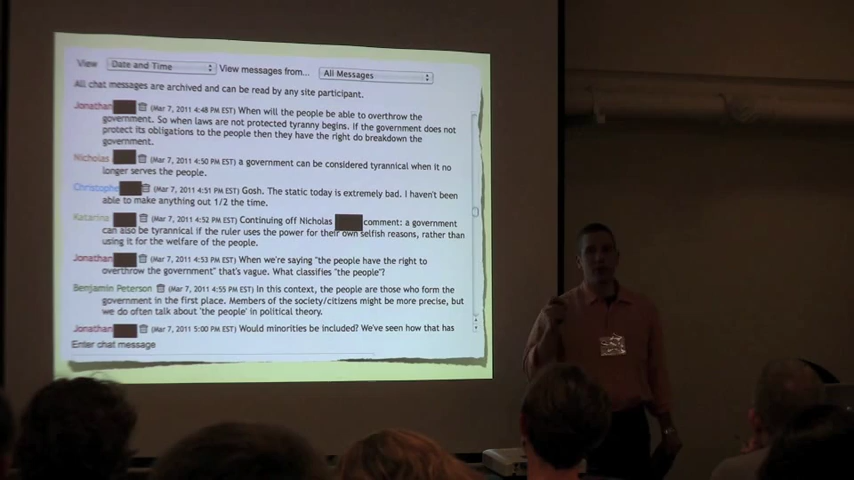 View Date and Time View messages from... All Messages
All chat messages are archived and can be read by any site participant.
Jonathan (Mar 7, 2011 4:48 PM EST) When will the people be able to overthrow the
government. So when laws are not protected tyranny begins. If the government does not
protect its obligations to the people then they have the right do breakdown the
government.
Nicholas (Mar 7, 2011 4:50 PM EST) a government can be considered tyrannical when it no
longer serves the people.
Christophe (Mar 7, 2011 4:51 PM EST) Gosh. The static today is extremely bad. I haven't been
able to make anything out 1/2 the time.
Katarina (Mar 7, 2011 4:52 PM EST) Continuing off Nicholas comment: a government
can also be tyrannical if the ruler uses the power for their own selfish reasons, rather than
using it for the welfare of the people.
Jonathan (Mar 7, 2011 4:53 PM EST) When we're saying "the people have the right to
overthrow the government" that's vague. What classifies "the people"?
Benjamin Peterson (Mar 7, 2011 4:55 PM EST) In this context, the people are those who form the
government in the first place. Members of the society/citizens might be more precise, but
we do often talk about 'the people' in political theory.
Jonathan (Mar 7, 2011 5:00 PM EST) Would minorities be included? We've seen how that has
Enter chat message